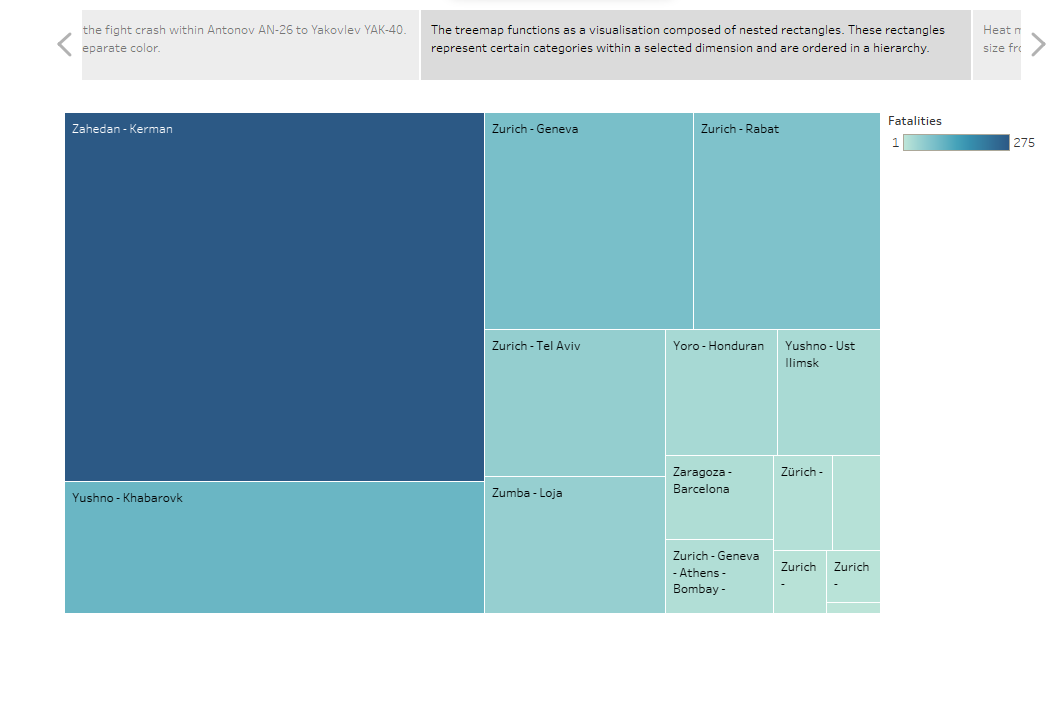 the fight crash within Antonov AN-26 to Yakovlev YAK-40.
eparate color.
The treemap functions as a visualisation composed of nested rectangles. These rectangles
represent certain categories within a selected dimension and are ordered in a hierarchy.
Heat
size
Zahedan - Kerman
Zurich - Geneva
Zurich - Rabat
Fatalities
1
275
Zurich - Tel Aviv
Yoro - Honduran
Yushno - Ust
Ilimsk
Zaragoza -
Barcelona
Zürich -
Yushno - Khabarovk
Zumba - Loja
Zurich - Geneva
- Athens -
Bombay -
Zurich
-
Zurich
-